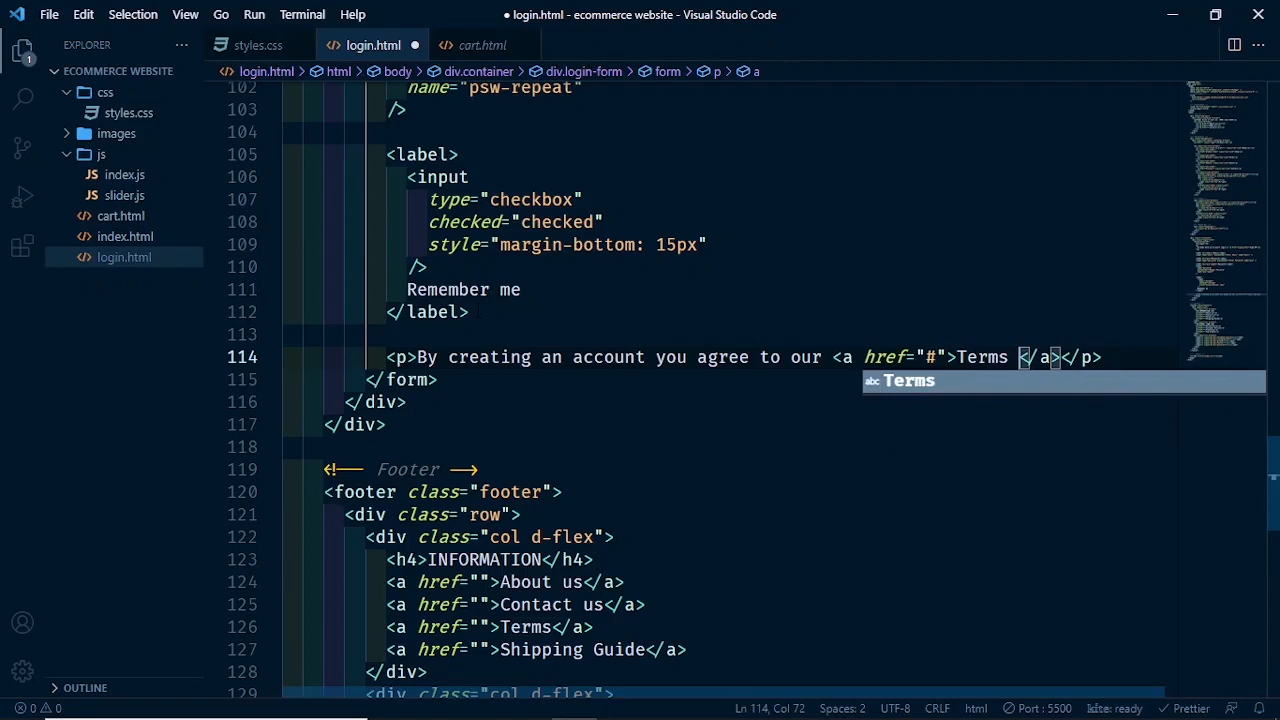 File Edit Selection View Go Run Terminal Help
● login.html - ecommerce website - Visual Studio Code
EXPLORER ...
styles.css
login.html ●
cart.html
1
ECOMMERCE WEBSITE
login.html > html > body > div.container > div.login-form > form > p > a
css
styles.css
images
js
JS index.js
JS slider.js
cart.html
index.html
login.html
102 name="psw-repeat"
103 />
104
105 <label>
106 <input
107 type="checkbox"
108 checked="checked"
109 style="margin-bottom: 15px"
110 />
111 Remember me
112 </label>
113
114 <p>By creating an account you agree to our <a href="#">Terms </a></p>
abc Terms
115 </form>
116 </div>
117 </div>
118
119 <!-- Footer -->
120 <footer class="footer">
121 <div class="row">
122 <div class="col d-flex">
123 <h4>INFORMATION</h4>
124 <a href="">About us</a>
125 <a href="">Contact us</a>
126 <a href="">Terms</a>
127 <a href="">Shipping Guide</a>
128 </div>
129 <div class="col d-flex">
OUTLINE
0 0
Ln 114, Col 72 Spaces: 2 UTF-8 CRLF html Port : 5500 kite: ready Prettier